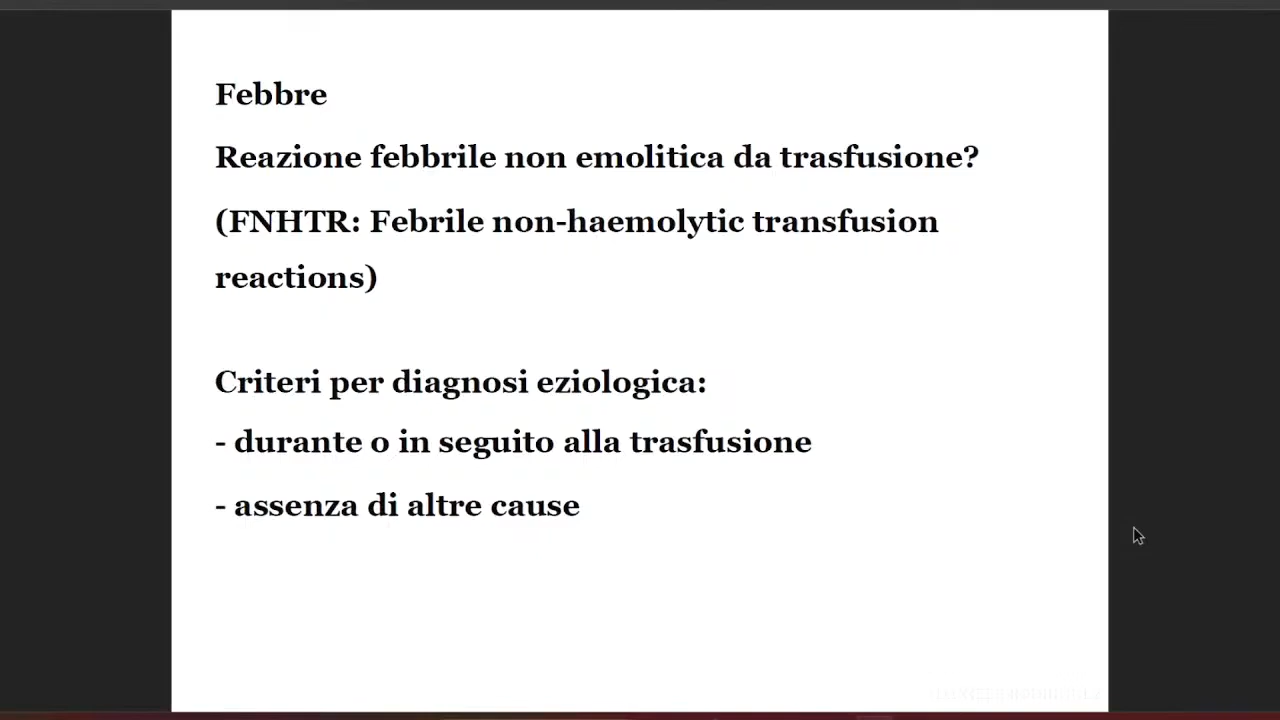 Febbre
Reazione febbrile non emolitica da trasfusione?
(FNHTR: Febrile non-haemolytic transfusion
reactions)
Criteri per diagnosi eziologica:
- durante o in seguito alla trasfusione
- assenza di altre cause